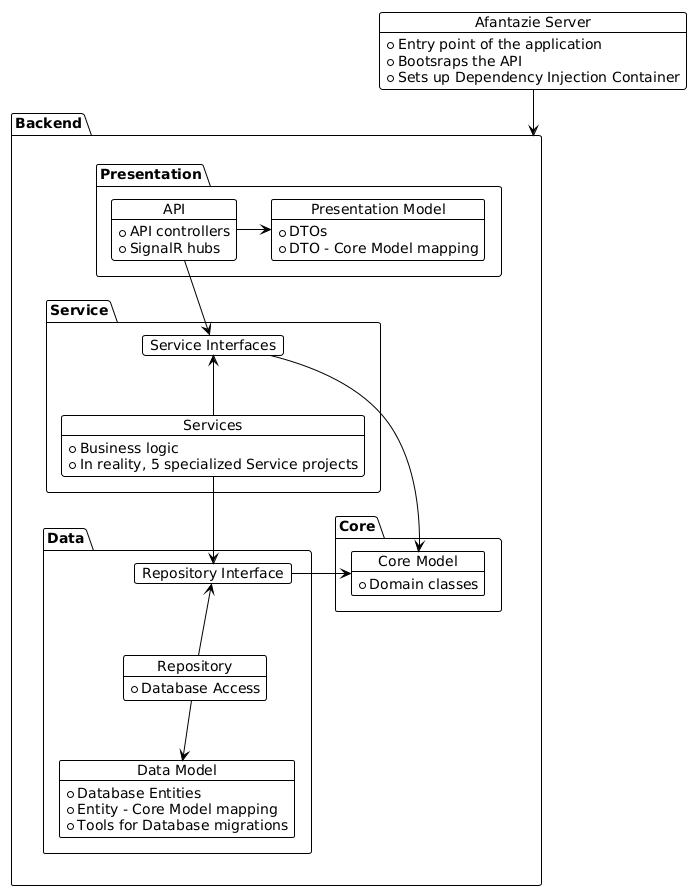 Afantazie Server
Entry point of the application
Bootsraps the API
Sets up Dependency Injection Container
Backend
Presentation
API
API controllers
SignalR hubs
Presentation Model
DTOs
DTO - Core Model mapping
Service
Service Interfaces
Services
Business logic
In reality, 5 specialized Service projects
Data
Repository Interface
Core
Core Model
Domain classes
Repository
Database Access
Data Model
Database Entities
Entity - Core Model mapping
Tools for Database migrations